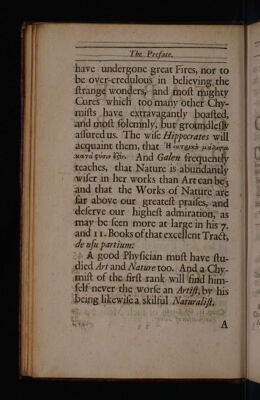 The Preface.
have undergone great Fires, nor to
be over-credulous in believing the
ſtrange wonders, and moſt mighty
Cures which too many other Chy-
miſts have extravagantly boaſted,
and moſt ſolemnly, but groundleſly
aſſured us. The wiſe Hippocrates will
acquaint them, that Ἡ
κατὰ φύσιν And Galen frequently
teaches, that Nature is abundantly
wiſer in her works than Art can be,
and that the Works of Nature are
far above our greateſt praiſes, and
deſerve our higheſt admiration, as
may be ſeen more at large in his 7.
and 11. Books of that excellent Tract,
de uſu partium.
A good Phyſician muſt have ſtu-
died Art and Nature too. And a Chy-
miſt of the firſt rank will find him-
ſelf never the worſe an Artiſt, by his
being likewiſe a skilful Naturaliſt.
A